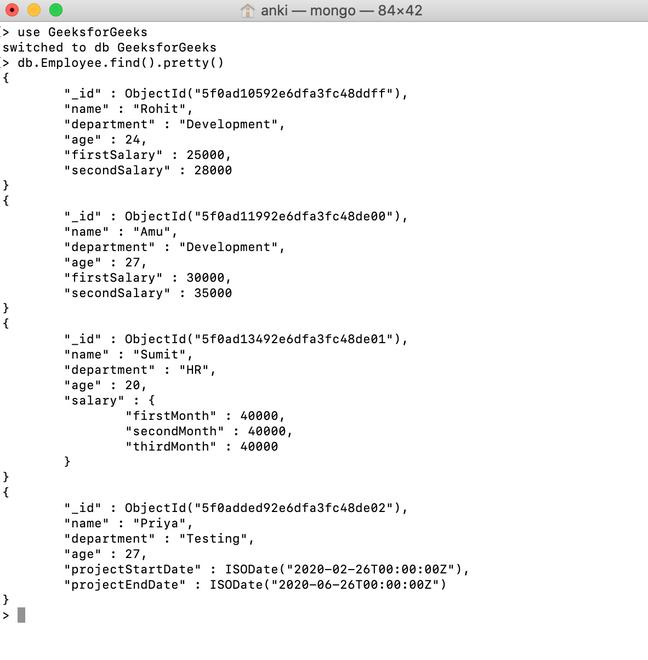 anki — mongo — 84×42
> use GeeksforGeeks
switched to db GeeksforGeeks
> db.Employee.find().pretty()
{
        "_id" : ObjectId("5f0ad10592e6dfa3fc48ddff"),
        "name" : "Rohit",
        "department" : "Development",
        "age" : 24,
        "firstSalary" : 25000,
        "secondSalary" : 28000
}
{
        "_id" : ObjectId("5f0ad11992e6dfa3fc48de00"),
        "name" : "Amu",
        "department" : "Development",
        "age" : 27,
        "firstSalary" : 30000,
        "secondSalary" : 35000
}
{
        "_id" : ObjectId("5f0ad13492e6dfa3fc48de01"),
        "name" : "Sumit",
        "department" : "HR",
        "age" : 20,
        "salary" : {
                "firstMonth" : 40000,
                "secondMonth" : 40000,
                "thirdMonth" : 40000
        }
}
{
        "_id" : ObjectId("5f0added92e6dfa3fc48de02"),
        "name" : "Priya",
        "department" : "Testing",
        "age" : 27,
        "projectStartDate" : ISODate("2020-02-26T00:00:00Z"),
        "projectEndDate" : ISODate("2020-06-26T00:00:00Z")
}
>